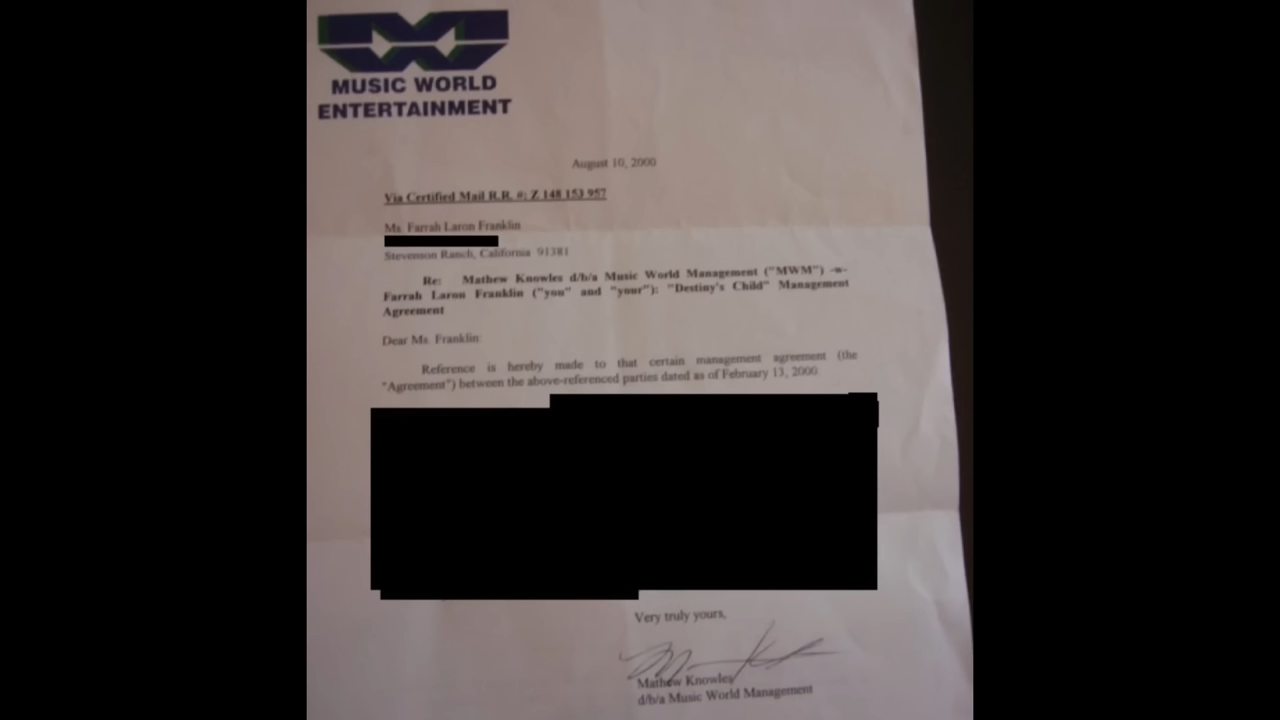 MUSIC WORLD
ENTERTAINMENT
August 10, 2000
Via Certified Mail R.R. #: Z 148 153 957
Ms. Farrah Laron Franklin
Stevenson Ranch, California 91381
Re: Mathew Knowles d/b/a Music World Management ("MWM") -w-
Farrah Laron Franklin ("you" and "your"): "Destiny's Child" Management
Agreement
Dear Ms. Franklin:
Reference is hereby made to that certain management agreement (the
"Agreement") between the above-referenced parties dated as of February 13, 2000.
Very truly yours,
Mathew Knowles
d/b/a Music World Management